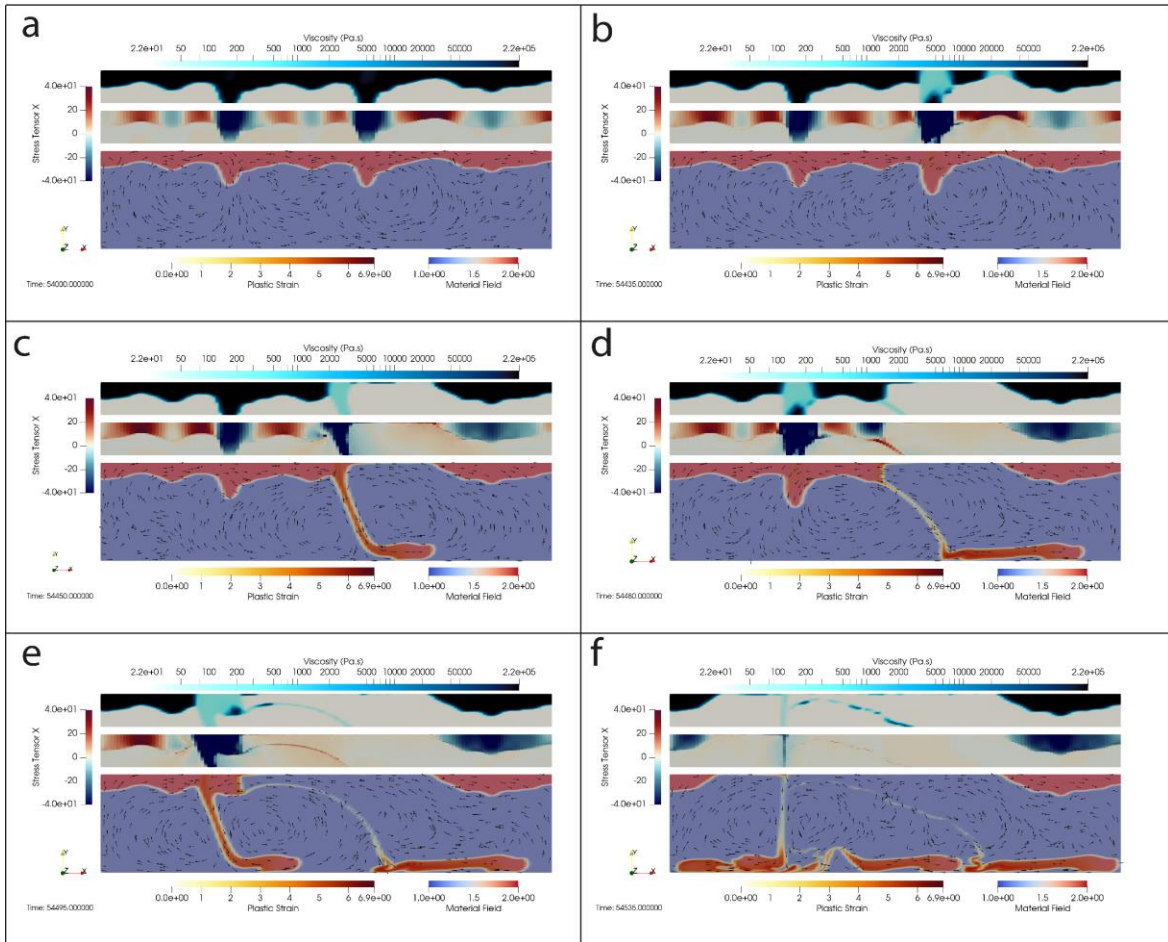 a
Viscosity (Pa.s)
2.2e+01 50 100 200 500 1000 2000 5000 10000 20000 50000 2.2e+05
4.0e+01
20
0
-20
-4.0e+01
Stress Tensor X
Y
Z X
0.0e+00 1 2 3 4 5 6.9e+00
1.0e+00 1.5 2.0e+00
Time: 54000.000000
Plastic Strain
Material Field
b
Viscosity (Pa.s)
2.2e+01 50 100 200 500 1000 2000 5000 10000 20000 50000 2.2e+05
4.0e+01
20
0
-20
-4.0e+01
Stress Tensor X
Y
Z X
0.0e+00 1 2 3 4 5 6.9e+00
1.0e+00 1.5 2.0e+00
Time: 54435.000000
Plastic Strain
Material Field
c
Viscosity (Pa.s)
2.2e+01 50 100 200 500 1000 2000 5000 10000 20000 50000 2.2e+05
4.0e+01
20
0
-20
-4.0e+01
Stress Tensor X
Y
Z X
0.0e+00 1 2 3 4 5 6.9e+00
1.0e+00 1.5 2.0e+00
Time: 54450.000000
Plastic Strain
Material Field
d
Viscosity (Pa.s)
2.2e+01 50 100 200 500 1000 2000 5000 10000 20000 50000 2.2e+05
4.0e+01
20
0
-20
-4.0e+01
Stress Tensor X
Y
Z X
0.0e+00 1 2 3 4 5 6.9e+00
1.0e+00 1.5 2.0e+00
Time: 54480.000000
Plastic Strain
Material Field
e
Viscosity (Pa.s)
2.2e+01 50 100 200 500 1000 2000 5000 10000 20000 50000 2.2e+05
4.0e+01
20
0
-20
-4.0e+01
Stress Tensor X
Y
Z X
0.0e+00 1 2 3 4 5 6.9e+00
1.0e+00 1.5 2.0e+00
Time: 54495.000000
Plastic Strain
Material Field
f
Viscosity (Pa.s)
2.2e+01 50 100 200 500 1000 2000 5000 10000 20000 50000 2.2e+05
4.0e+01
20
0
-20
-4.0e+01
Stress Tensor X
Y
Z X
0.0e+00 1 2 3 4 5 6.9e+00
1.0e+00 1.5 2.0e+00
Time: 54536.000000
Plastic Strain
Material Field